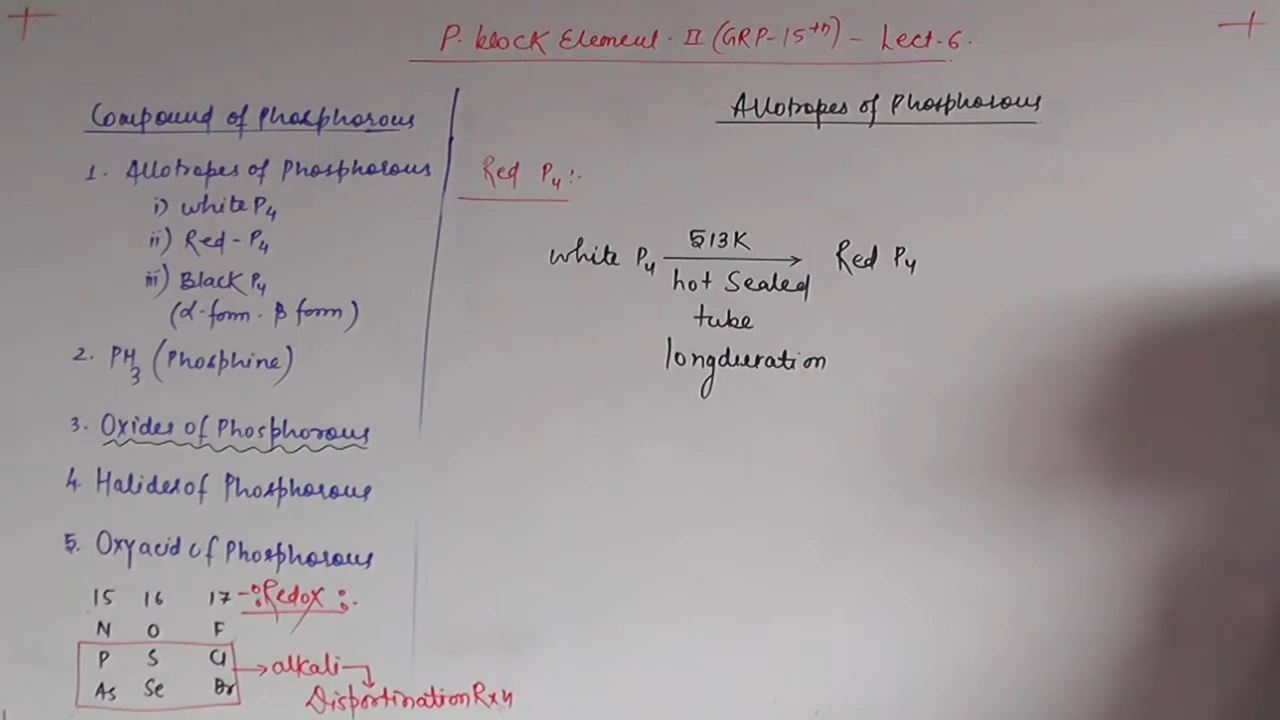 P. block Element. II (GRP-15th) - Lect-6.
Compound of Phosphorous
1. Allotropes of Phosphorous
i) white P4
ii) Red - P4
iii) Black P4
(α-form - β form)
2. PH3 (Phosphine)
3. Oxides of Phosphorous
4. Halides of Phosphorous
5. Oxyacid of Phosphorous
15 16 17 -: Redox :-
N O F
P S Cl → alkali
As Se Br DisportinationRxn
Allotropes of Phosphorous
Red P4:-
white P4 513K → Red P4
hot Sealed
tube
longduration